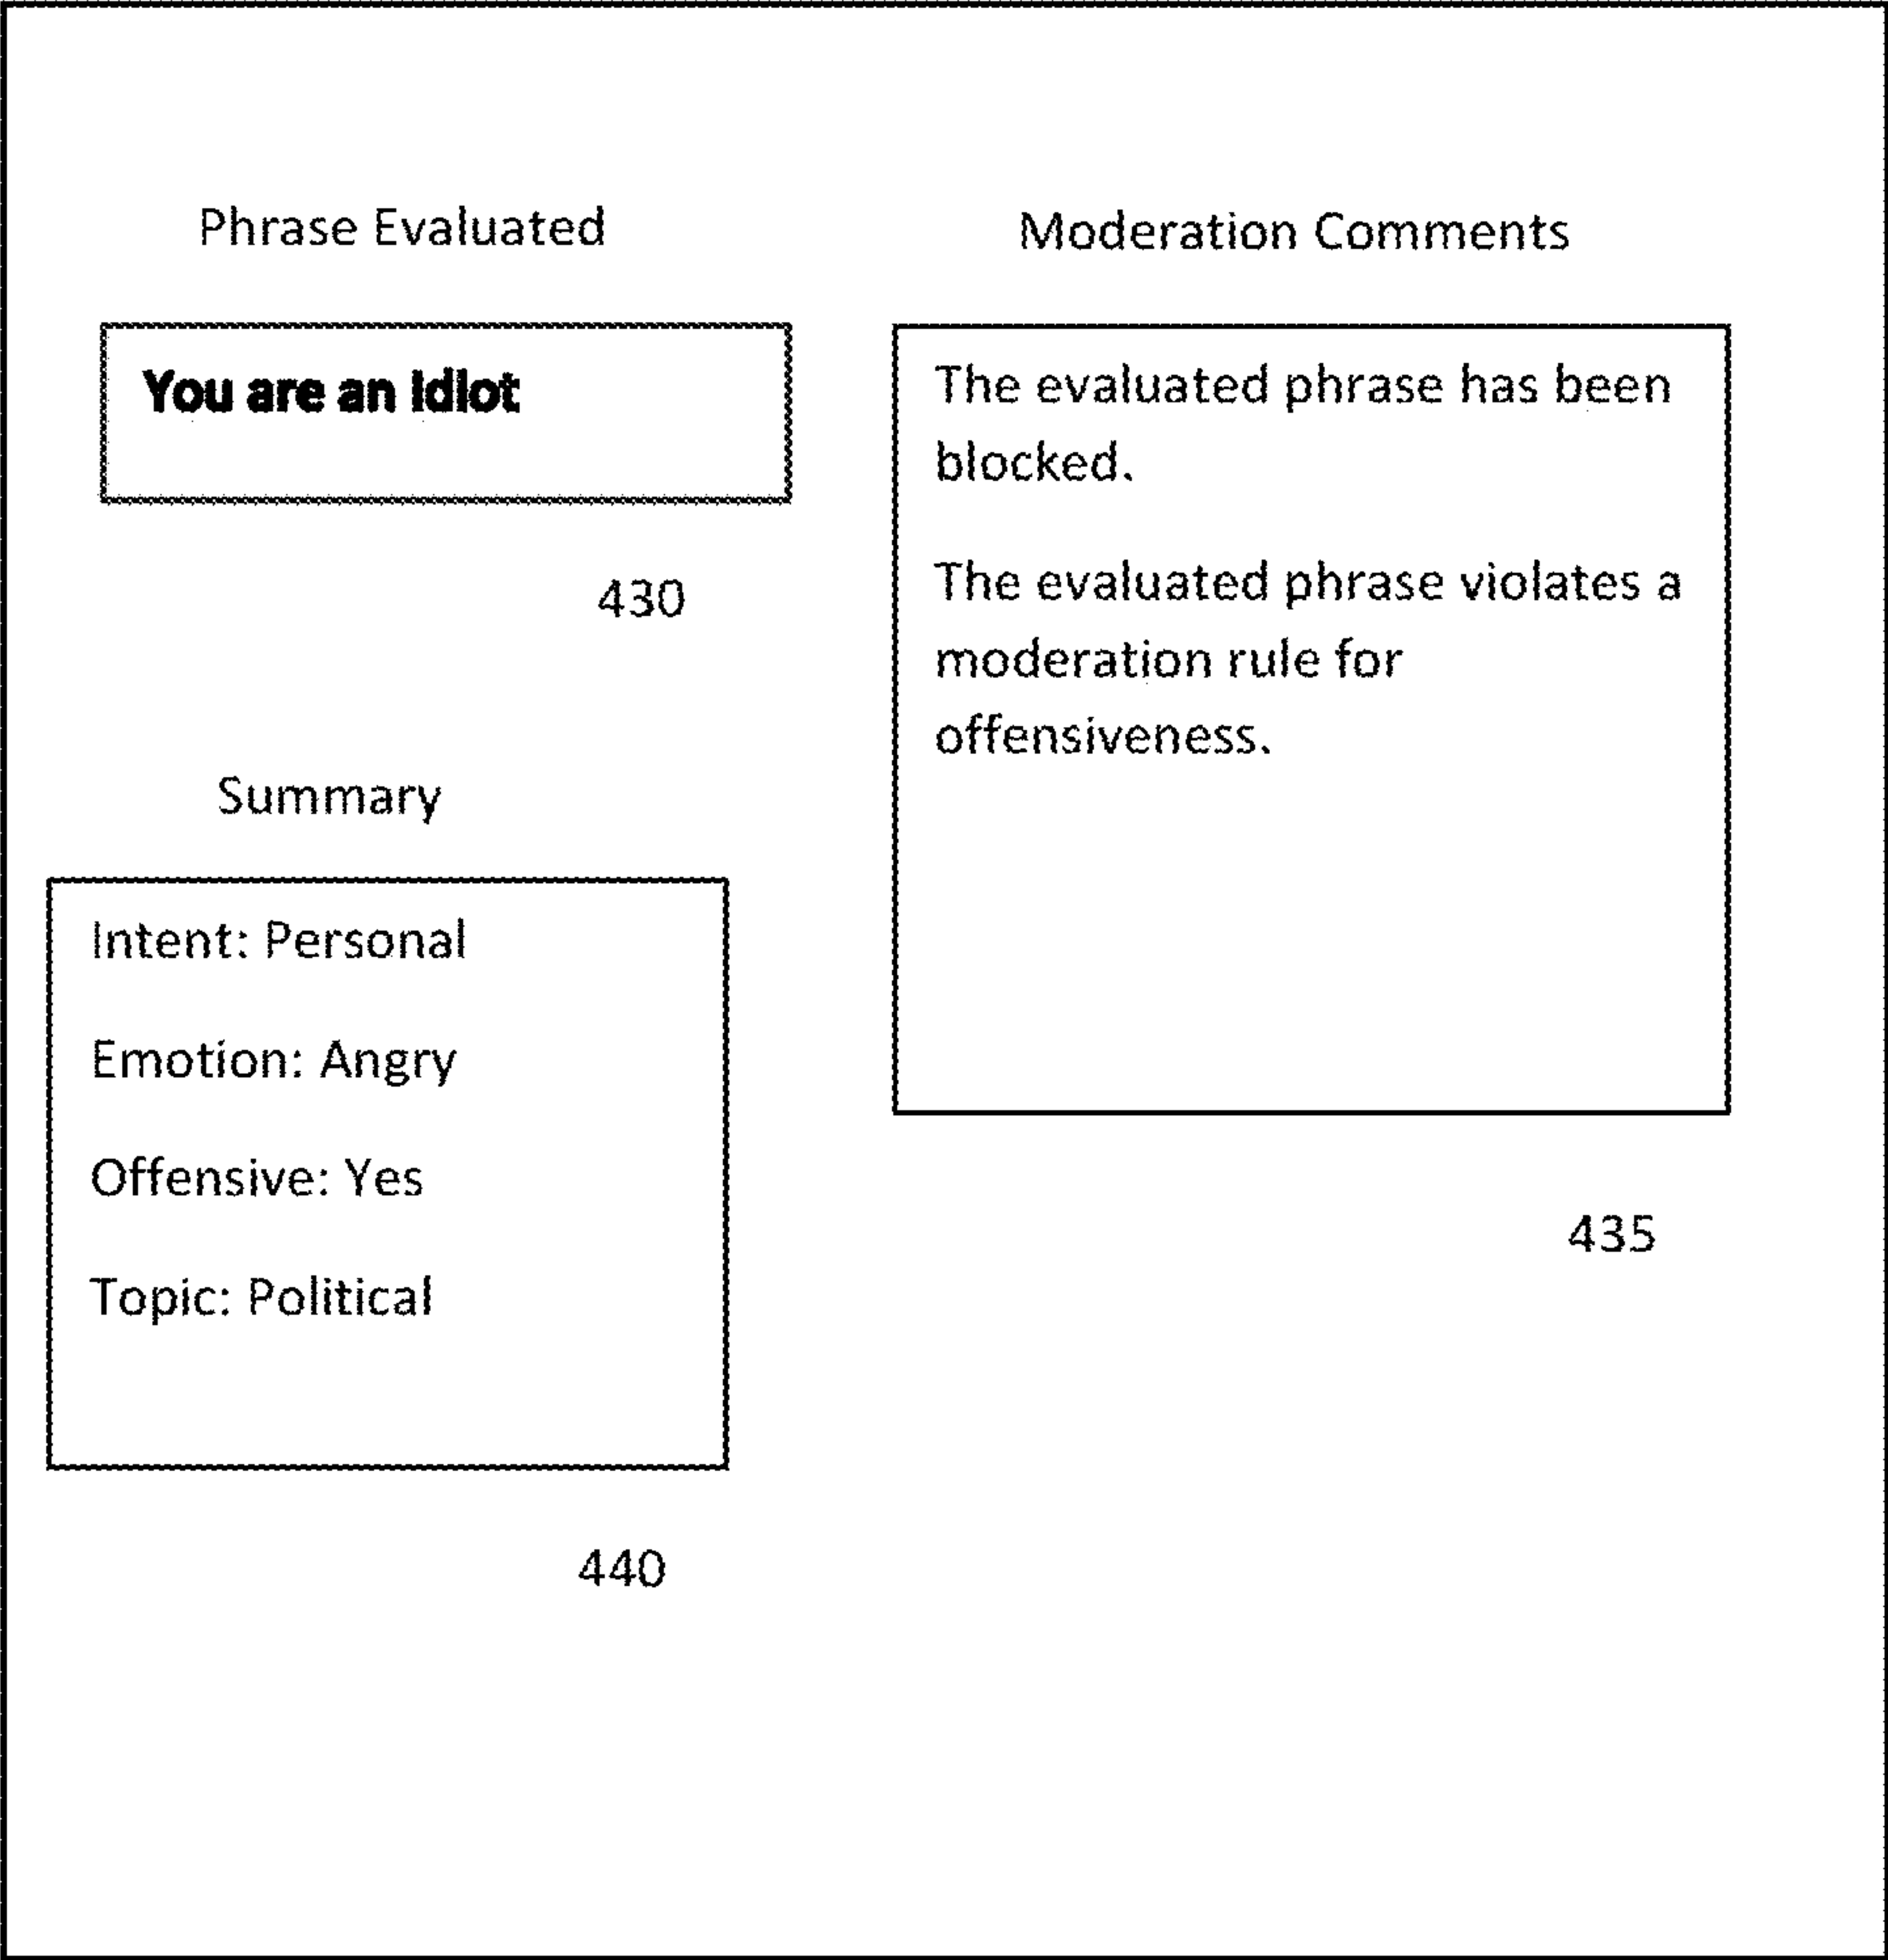 Phrase Evaluated
You are an Idiot
430
Summary
Intent: Personal
Emotion: Angry
Offensive: Yes
Topic: Political
440
Moderation Comments
The evaluated phrase has been
blocked.
The evaluated phrase violates a
moderation rule for
offensiveness.
435